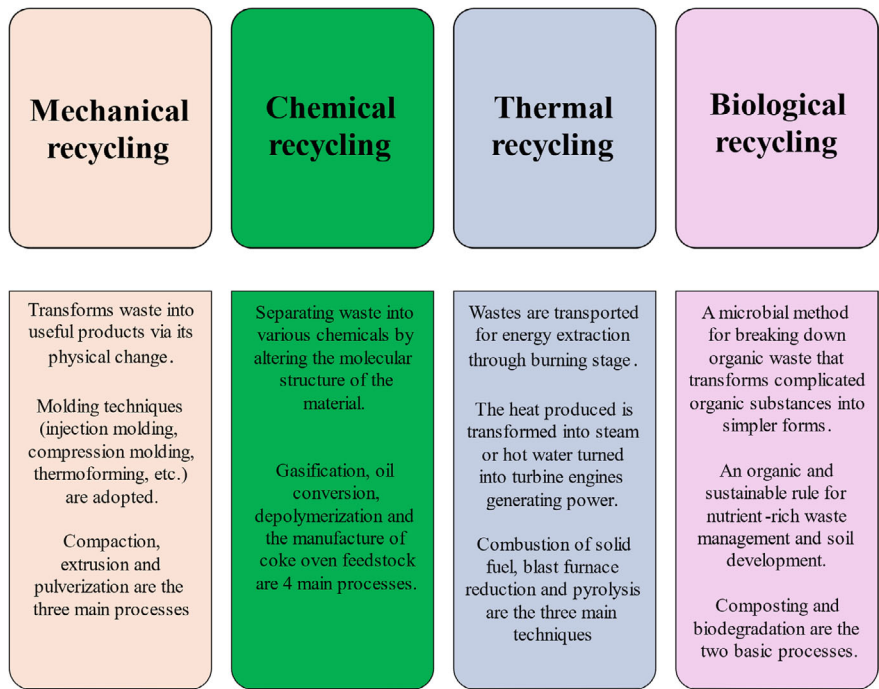 Mechanical
recycling
Chemical
recycling
Thermal
recycling
Biological
recycling
Transforms waste into
useful products via its
physical change.
Molding techniques
(injection molding,
compression molding,
thermoforming, etc.)
are adopted.
Compaction,
extrusion and
pulverization are the
three main processes
Separating waste into
various chemicals by
altering the molecular
structure of the
material.
Gasification, oil
conversion,
depolymerization and
the manufacture of
coke oven feedstock
are 4 main processes.
Wastes are transported
for energy extraction
through burning stage.
The heat produced is
transformed into steam
or hot water turned
into turbine engines
generating power.
Combustion of solid
fuel, blast furnace
reduction and pyrolysis
are the three main
techniques
A microbial method
for breaking down
organic waste that
transforms complicated
organic substances into
simpler forms.
An organic and
sustainable rule for
nutrient-rich waste
management and soil
development.
Composting and
biodegradation are the
two basic processes.